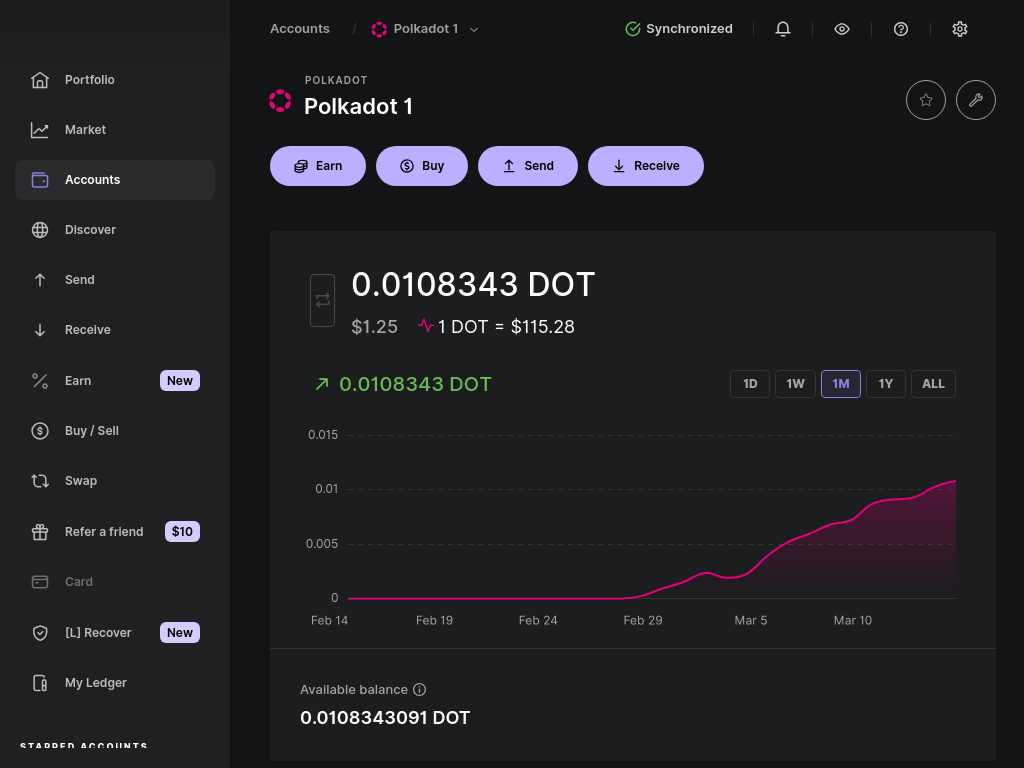 Accounts / Polkadot 1
Synchronized
Portfolio
Market
Accounts
Discover
Send
Receive
Earn New
Buy / Sell
Swap
Refer a friend $10
Card
[L] Recover New
My Ledger
STARRED ACCOUNTS
POLKADOT
Polkadot 1
Earn Buy Send Receive
0.0108343 DOT
$1.25 1 DOT = $115.28
0.0108343 DOT
1D 1W 1M 1Y ALL
0.015
0.01
0.005
0
Feb 14 Feb 19 Feb 24 Feb 29 Mar 5 Mar 10
Available balance
0.0108343091 DOT